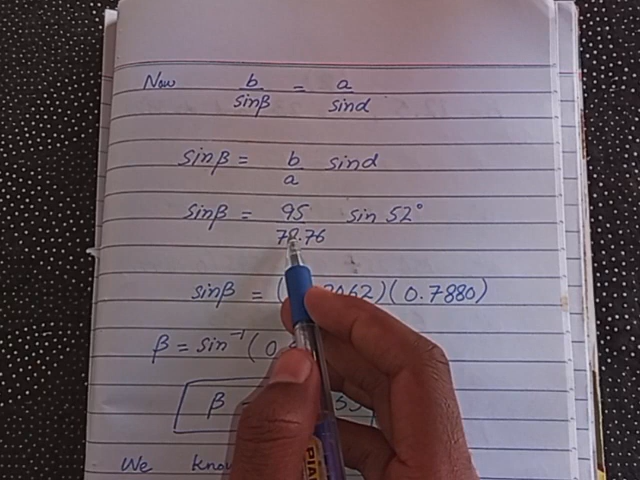 Now b/sinβ = a/sinα
sinβ = b/a sinα
sinβ = 95/78.76 sin 52°
sinβ = ( 2062)(0.7880)
β = sin⁻¹(0.
β
We know
PIA